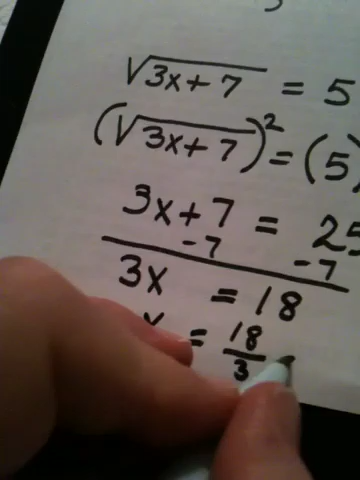 √3x+7 = 5
(√3x+7)² = (5)
3x+7 = 25
-7 -7
3x = 18
x = 18/3